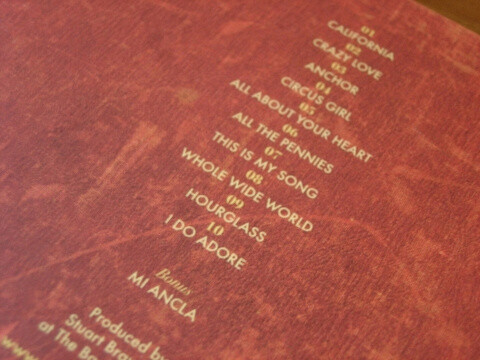 01
CALIFORNIA
02
CRAZY LOVE
03
ANCHOR
04
CIRCUS GIRL
05
ALL ABOUT YOUR HEART
06
ALL THE PENNIES
07
THIS IS MY SONG
08
WHOLE WIDE WORLD
09
HOURGLASS
10
I DO ADORE
Bonus
MI ANCLA
Produced by
Stuart
at The